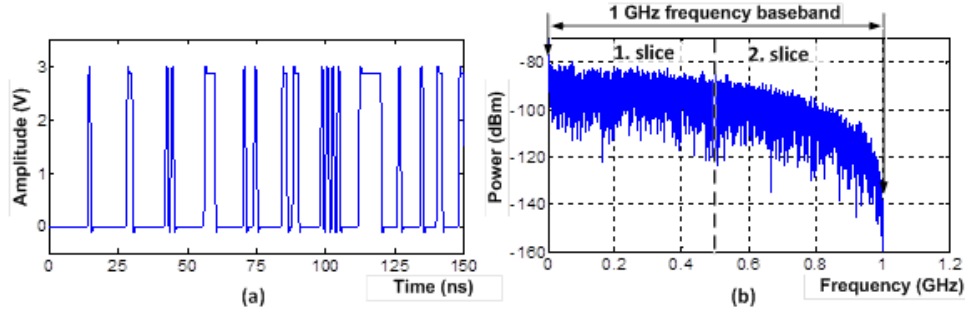 1 GHz frequency baseband
1. slice
2. slice
Amplitude (V)
3
2
1
0
0
25
50
75
100
125
150
Time (ns)
(a)
Power (dBm)
-80
-100
-120
-140
-160
0
0.2
0.4
0.6
0.8
1
1.2
Frequency (GHz)
(b)